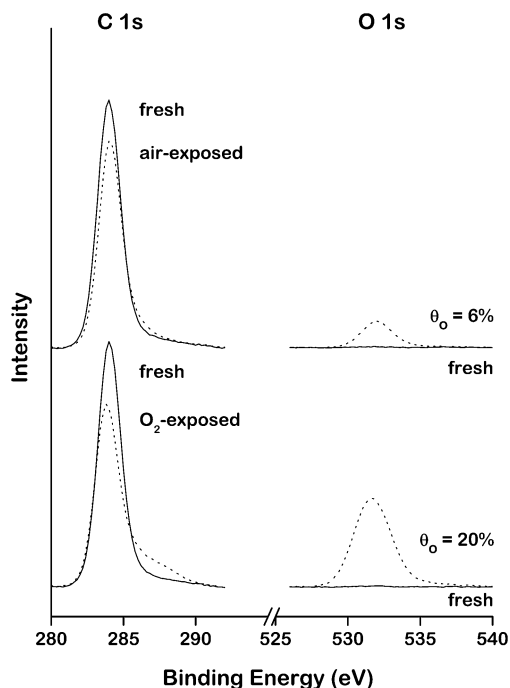 C 1s
O 1s
fresh
air-exposed
θO = 6%
fresh
fresh
O2-exposed
θO = 20%
fresh
Intensity
280 285 290 525 530 535 540
Binding Energy (eV)